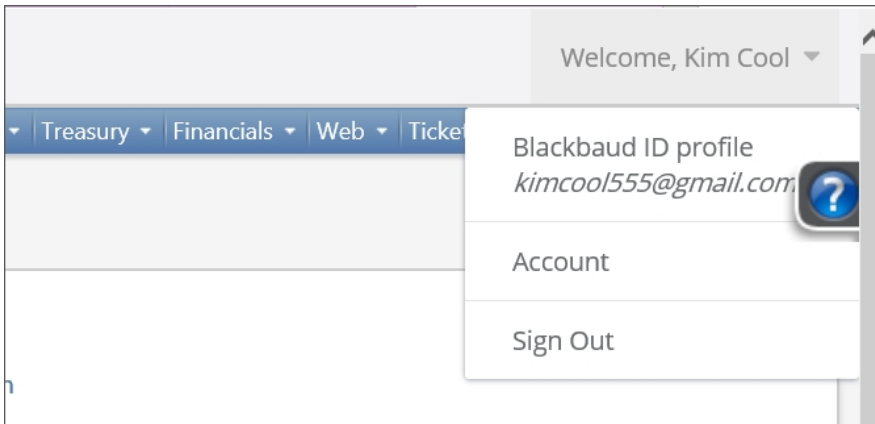 Welcome, Kim Cool
Treasury Financials Web Ticket
Blackbaud ID profile
kimcool555@gmail.com
?
Account
Sign Out
n